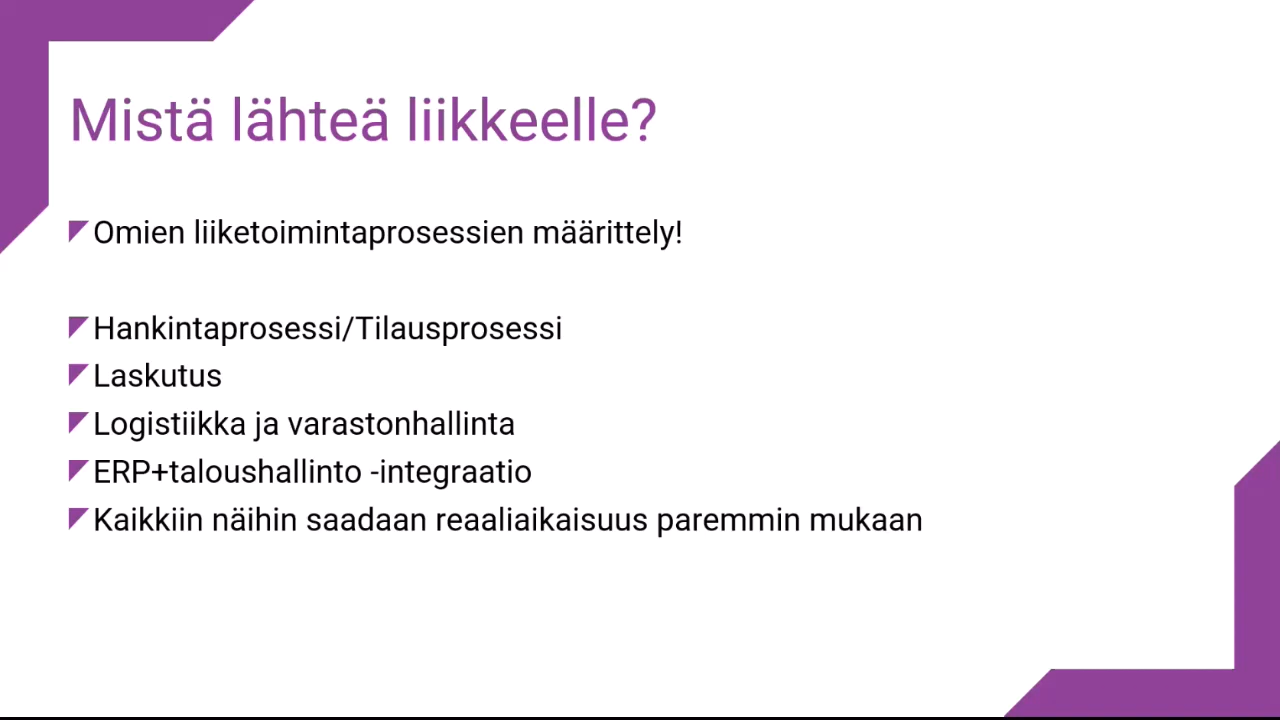 Mistä lähteä liikkeelle?
Omien liiketoimintaprosessien määrittely!
Hankintaprosessi/Tilausprosessi
Laskutus
Logistiikka ja varastonhallinta
ERP+taloushallinto -integraatio
Kaikkiin näihin saadaan reaaliaikaisuus paremmin mukaan